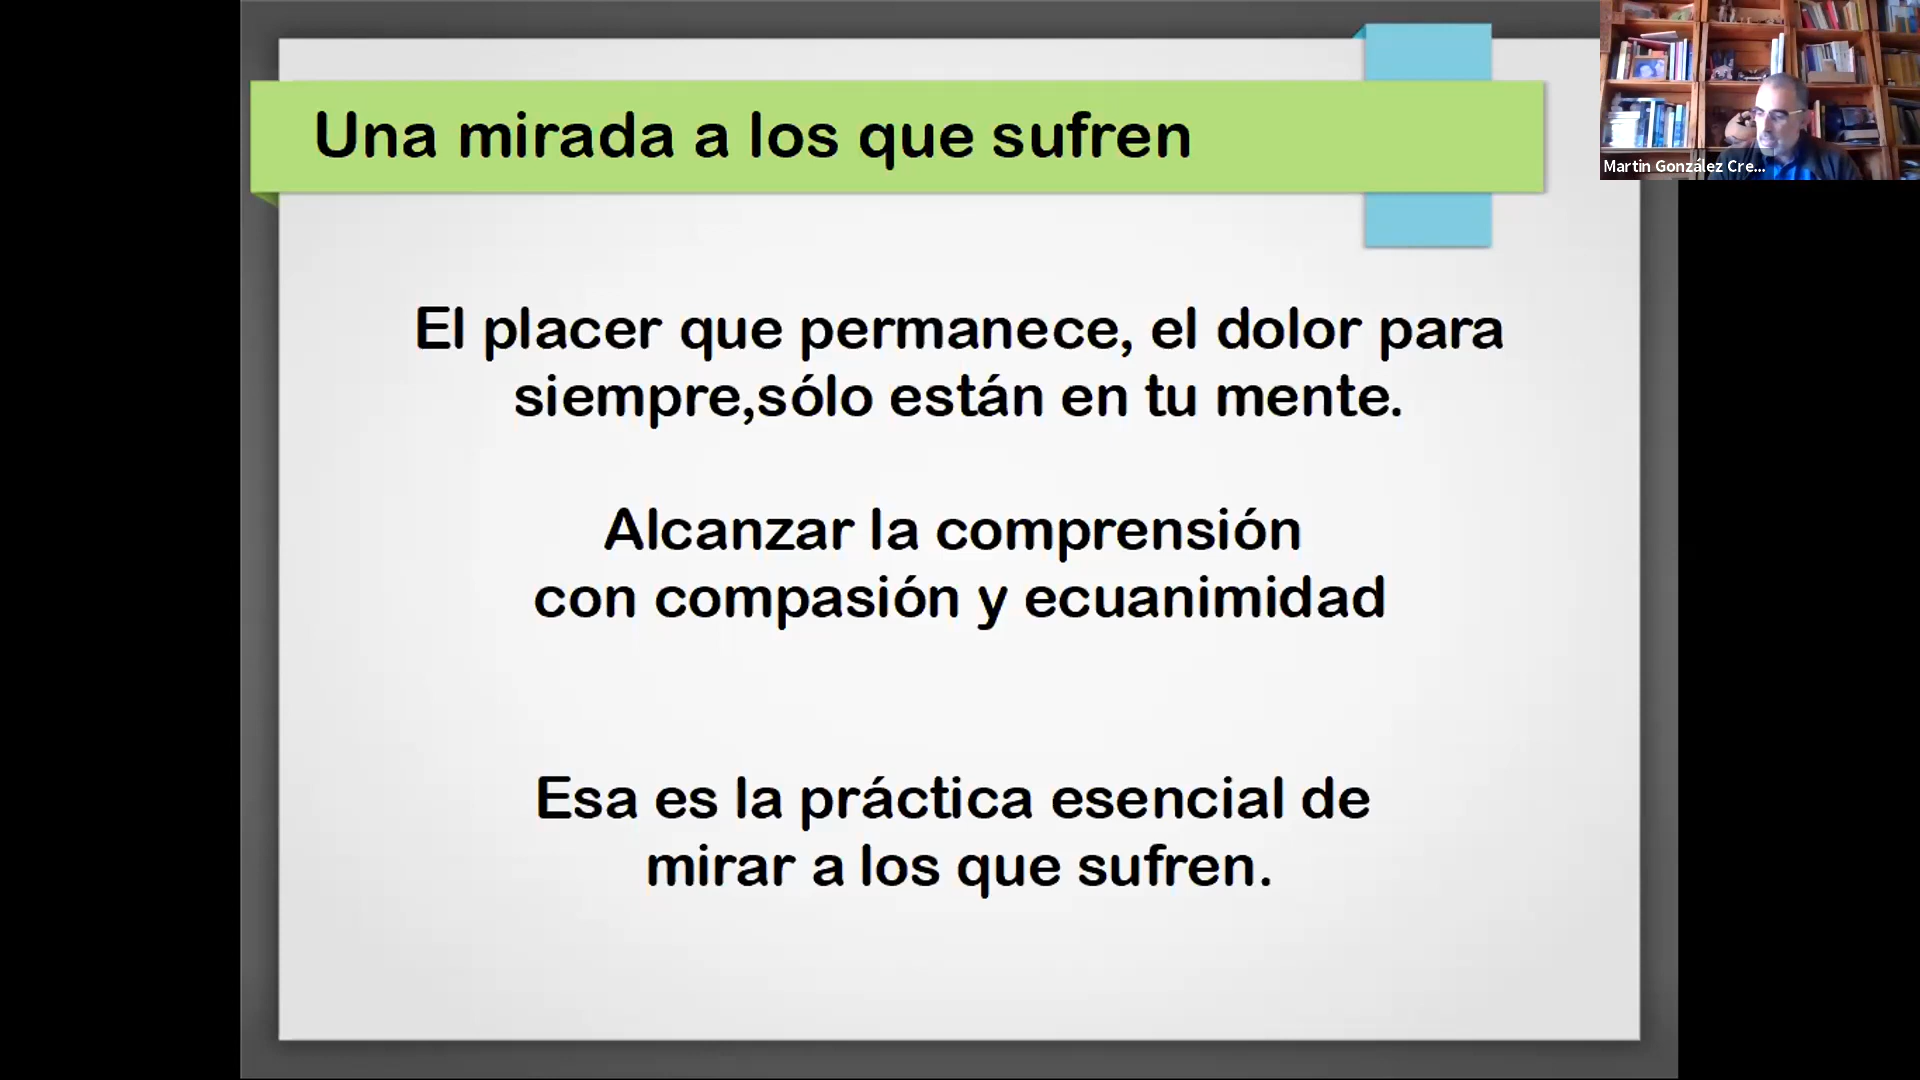 Una mirada a los que sufren
Martin González Cre...
El placer que permanece, el dolor para
siempre,sólo están en tu mente.
Alcanzar la comprensión
con compasión y ecuanimidad
Esa es la práctica esencial de
mirar a los que sufren.